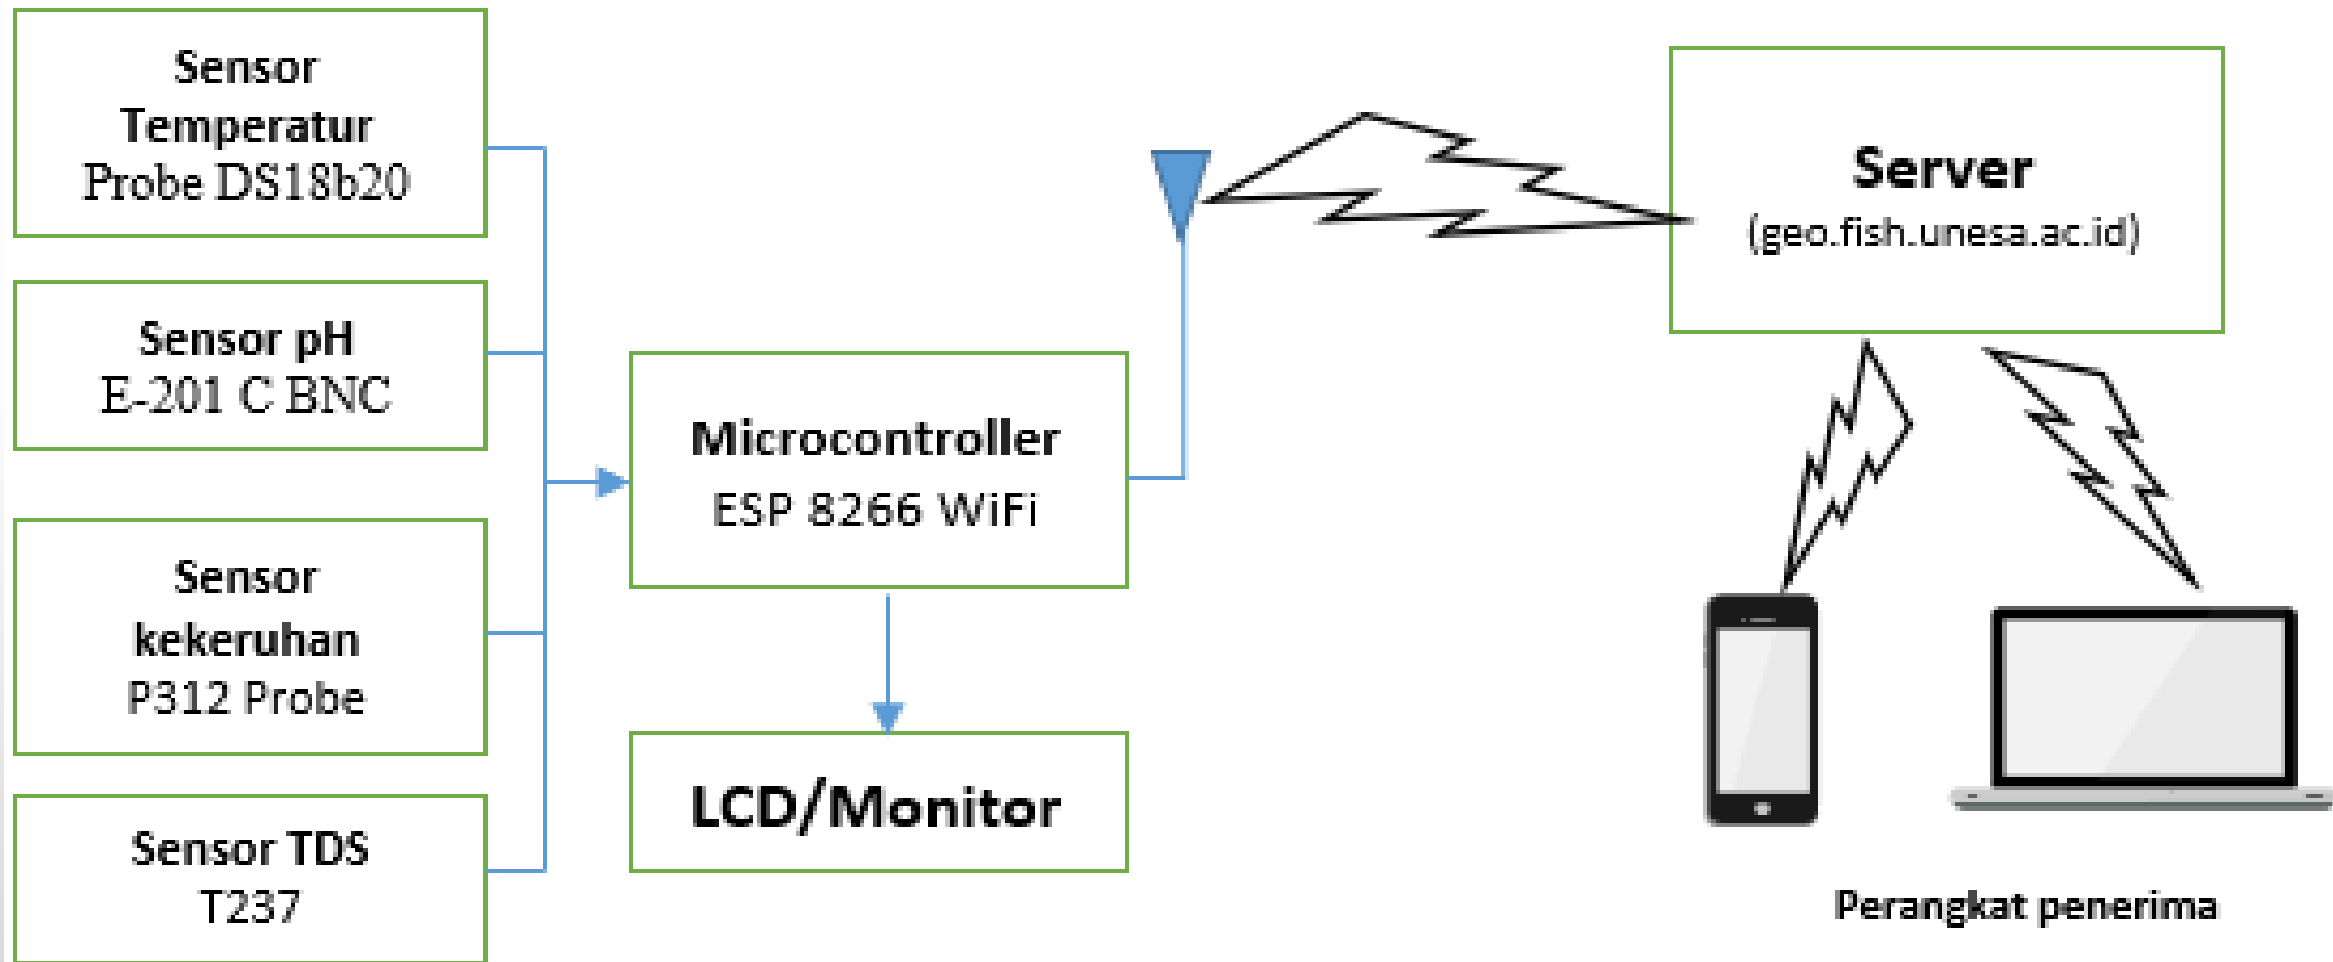 Sensor
Temperatur
Probe DS18b20
Sensor pH
E-201 C BNC
Sensor
kekeruhan
P312 Probe
Sensor TDS
T237
Microcontroller
ESP 8266 WiFi
LCD/Monitor
Server
(geo.fish.unesa.ac.id)
Perangkat penerima